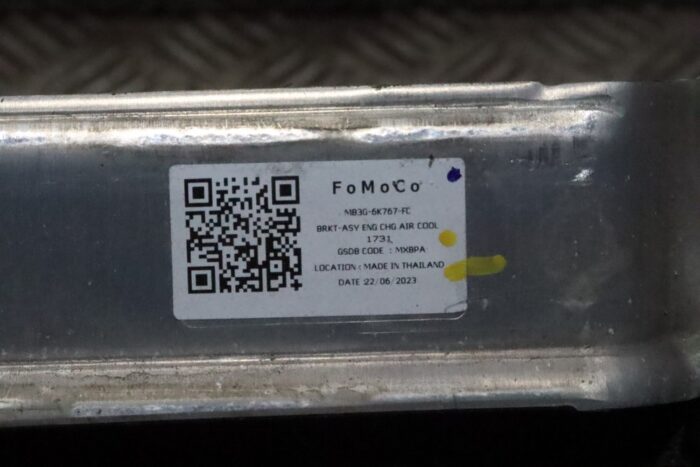 FoMoCo
MB3G-6K767-FC
BRKT-ASY ENG CHG AIR COOL
1731
GSDB CODE : MXBPA
LOCATION : MADE IN THAILAND
DATE :22/06/2023